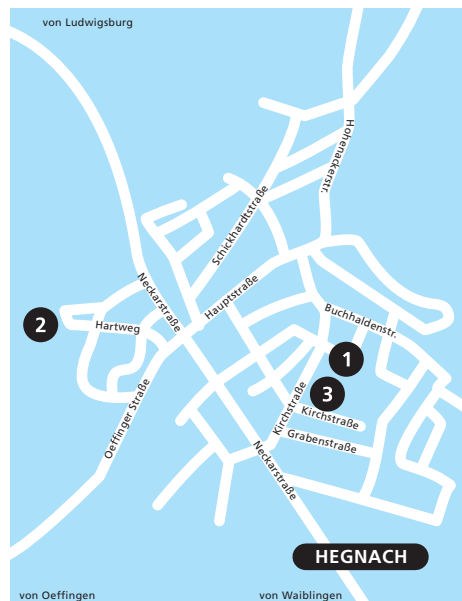 von Ludwigsburg
Hohenackerstr.
Schickhardtstraße
Neckarstraße
Hauptstraße
Buchhaldenstr.
2
Hartweg
1
3
Oeffinger Straße
Kirchstraße
Kirchstraße
Grabenstraße
Neckarstraße
HEGNACH
von Oeffingen
von Waiblingen